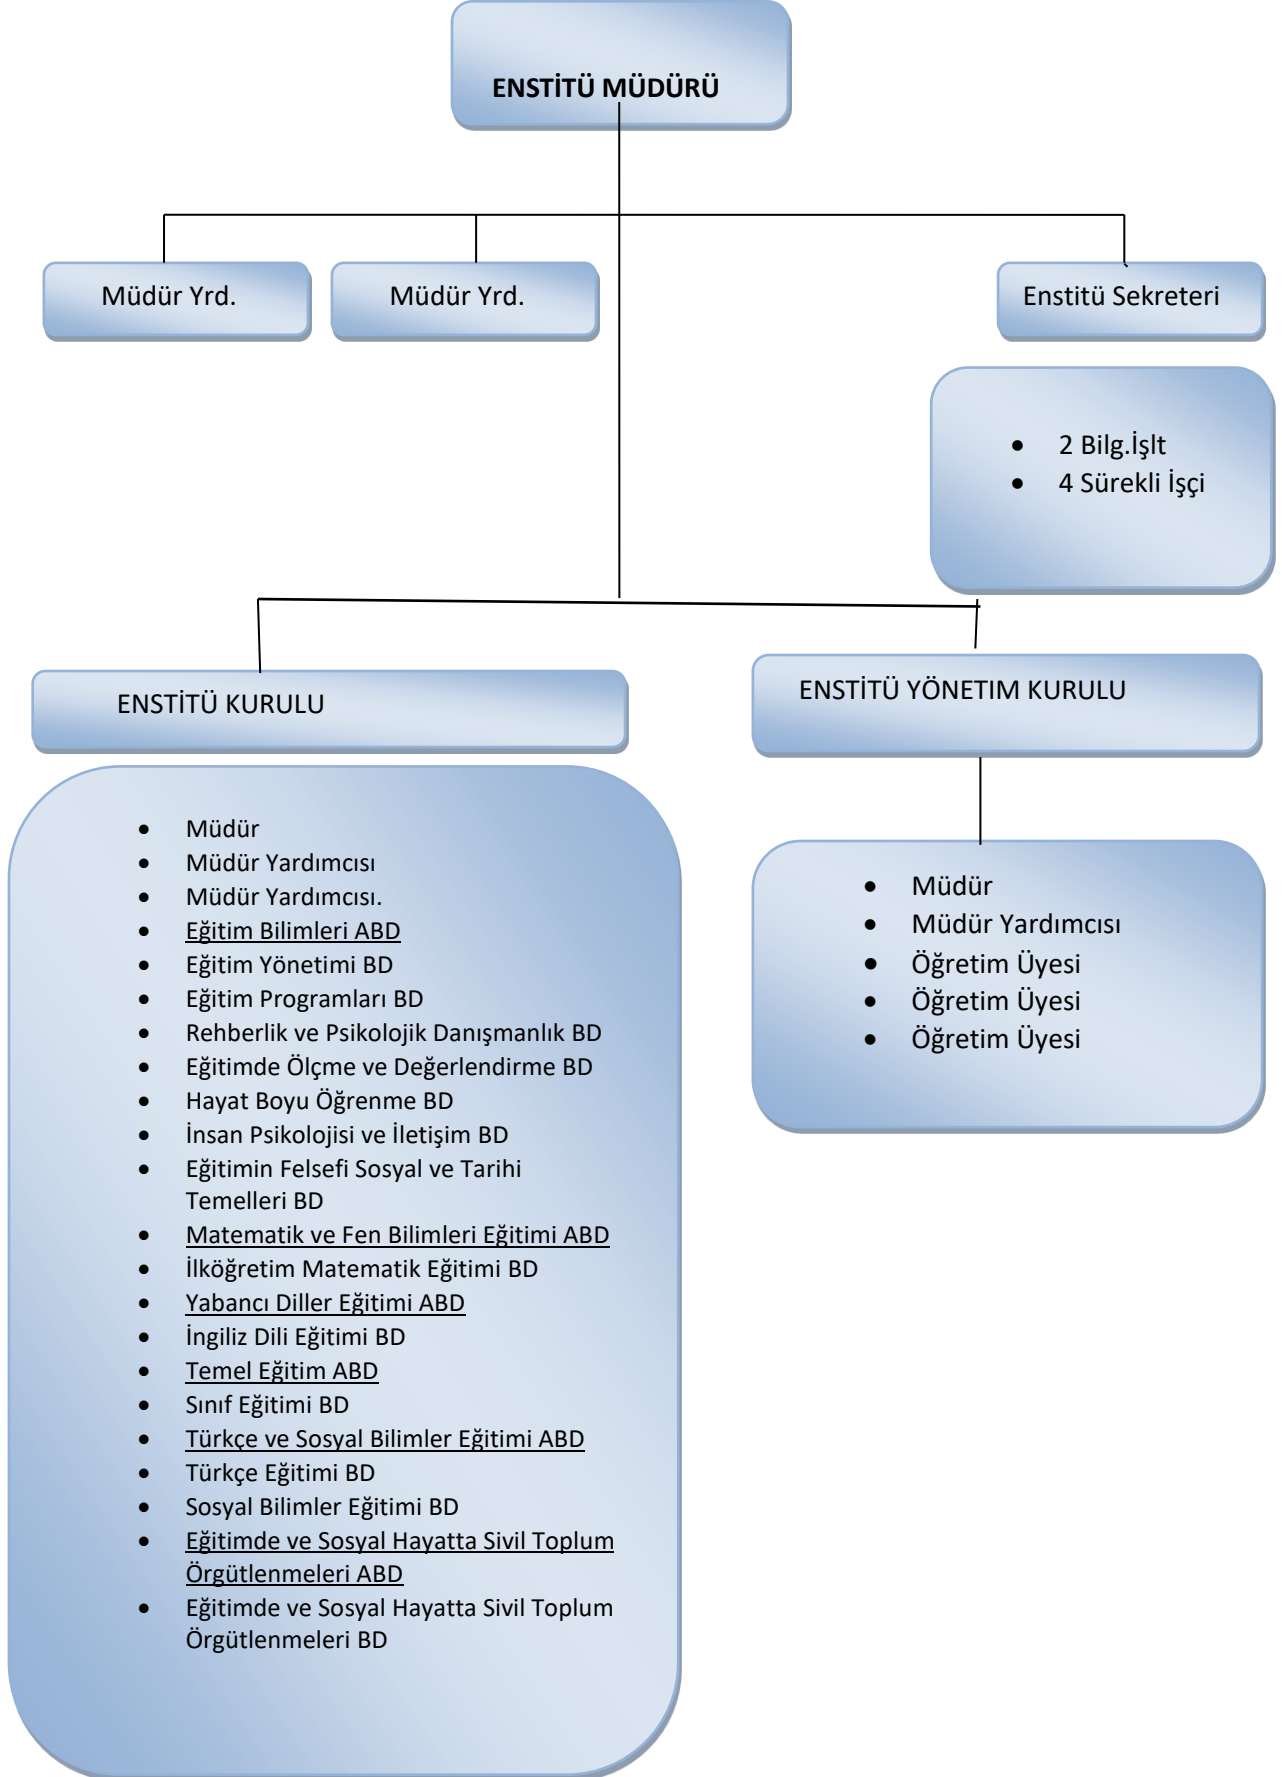 ENSTİTÜ MÜDÜRÜ
Müdür Yrd.
Müdür Yrd.
Enstitü Sekreteri
• 2 Bilg.İşlt
• 4 Sürekli İşçi
ENSTİTÜ KURULU
ENSTİTÜ YÖNETIM KURULU
• Müdür
• Müdür Yardımcısı
• Müdür Yardımcısı.
• Eğitim Bilimleri ABD
• Eğitim Yönetimi BD
• Eğitim Programları BD
• Rehberlik ve Psikolojik Danışmanlık BD
• Eğitimde Ölçme ve Değerlendirme BD
• Hayat Boyu Öğrenme BD
• İnsan Psikolojisi ve İletişim BD
• Eğitimin Felsefi Sosyal ve Tarihi
Temelleri BD
• Matematik ve Fen Bilimleri Eğitimi ABD
• İlköğretim Matematik Eğitimi BD
• Yabancı Diller Eğitimi ABD
• İngiliz Dili Eğitimi BD
• Temel Eğitim ABD
• Sınıf Eğitimi BD
• Türkçe ve Sosyal Bilimler Eğitimi ABD
• Türkçe Eğitimi BD
• Sosyal Bilimler Eğitimi BD
• Eğitimde ve Sosyal Hayatta Sivil Toplum
Örgütlenmeleri ABD
• Eğitimde ve Sosyal Hayatta Sivil Toplum
Örgütlenmeleri BD
• Müdür
• Müdür Yardımcısı
• Öğretim Üyesi
• Öğretim Üyesi
• Öğretim Üyesi